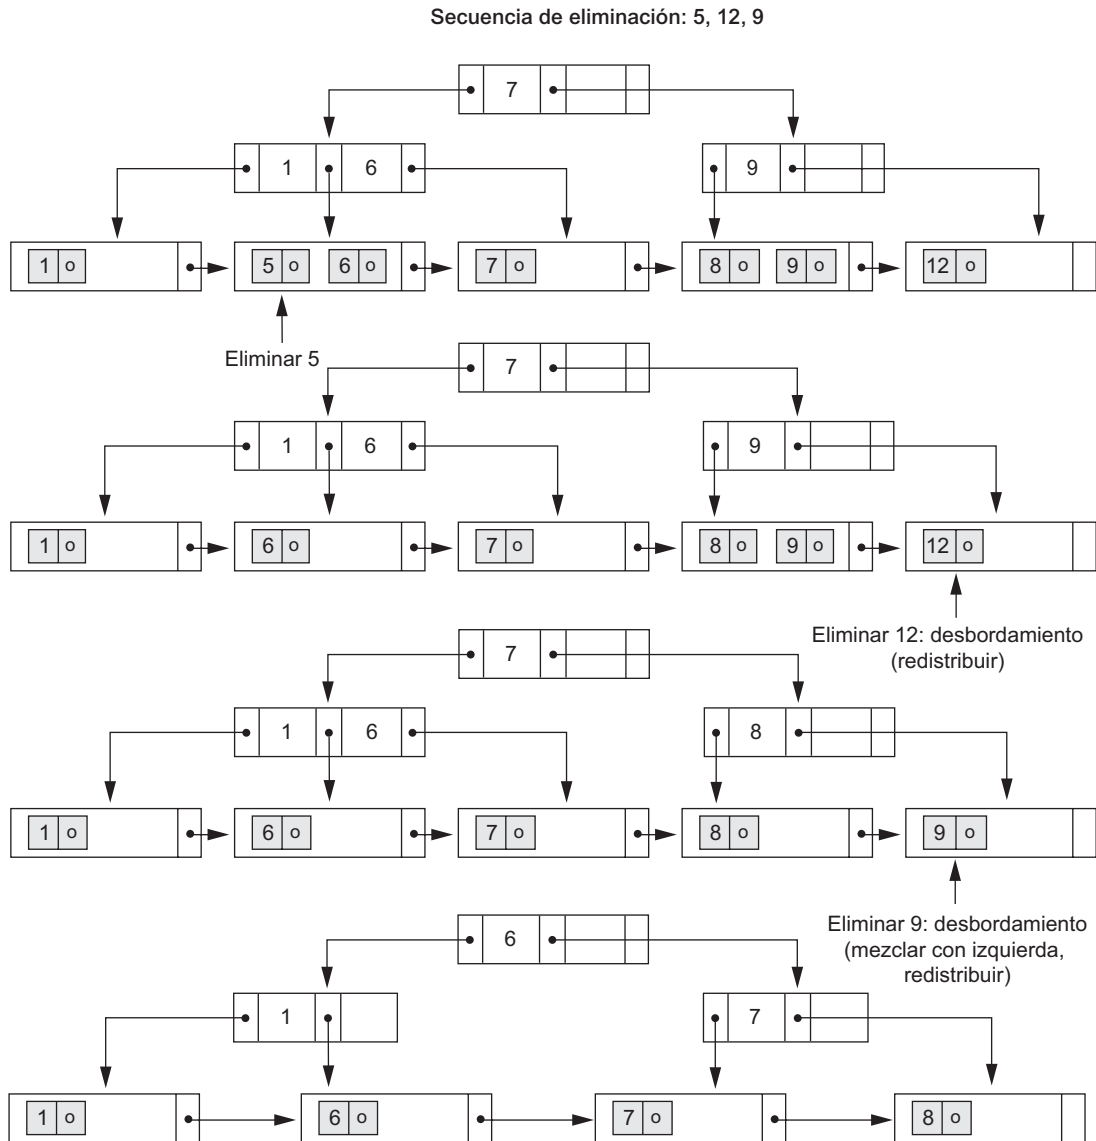 Secuencia de eliminación: 5, 12, 9
7
1 6
9
1 o 5 o 6 o 7 o 8 o 9 o 12 o
Eliminar 5
7
1 6
9
1 o 6 o 7 o 8 o 9 o 12 o
Eliminar 12: desbordamiento
(redistribuir)
7
1 6
8
1 o 6 o 7 o 8 o 9 o
Eliminar 9: desbordamiento
(mezclar con izquierda,
redistribuir)
6
1
7
1 o 6 o 7 o 8 o